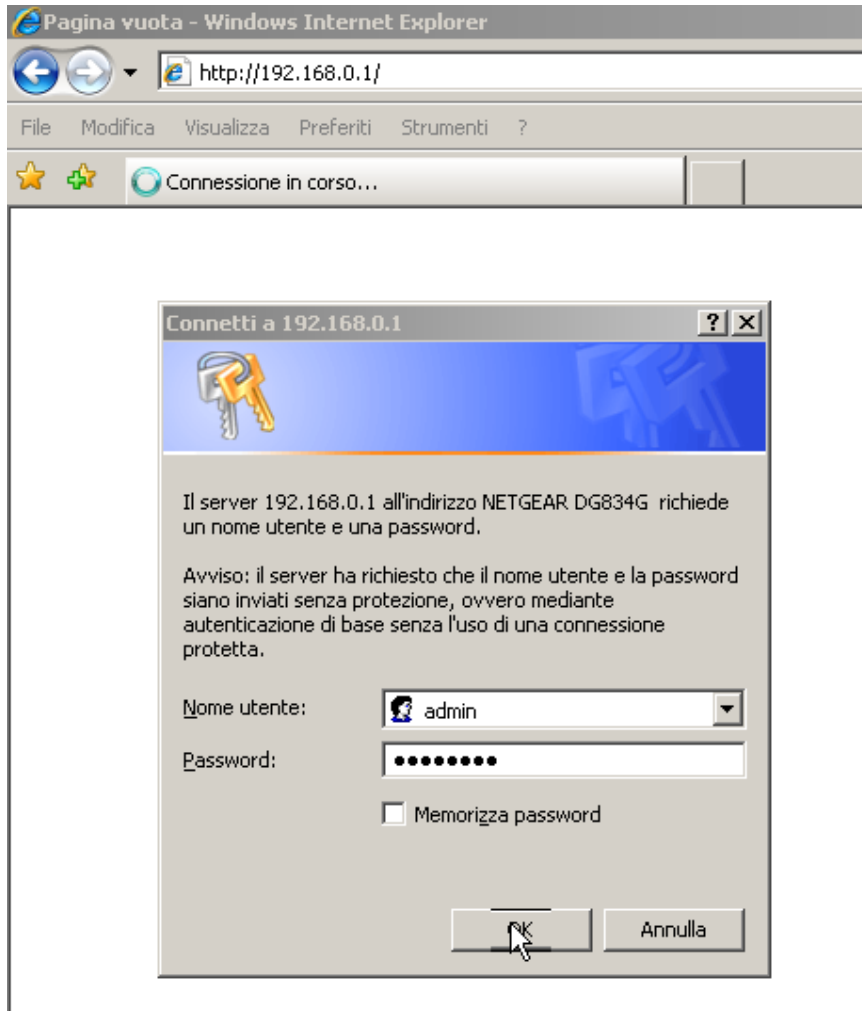 Pagina vuota - Windows Internet Explorer
http://192.168.0.1/
File Modifica Visualizza Preferiti Strumenti ?
Connessione in corso...
Connetti a 192.168.0.1
Il server 192.168.0.1 all'indirizzo NETGEAR DG834G richiede
un nome utente e una password.
Avviso: il server ha richiesto che il nome utente e la password
siano inviati senza protezione, ovvero mediante
autenticazione di base senza l'uso di una connessione
protetta.
Nome utente: admin
Password: ●●●●●●●●
Memorizza password
OK Annulla